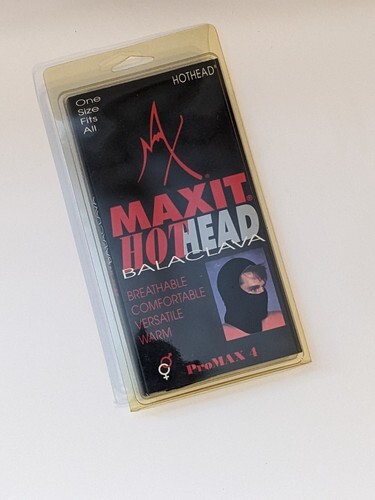 HOTHEAD®
One
Size
Fits
All
MAXIT®
HOTHEAD®
BALACLAVA
BREATHABLE
COMFORTABLE
VERSATILE
WARM
ProMAX 4